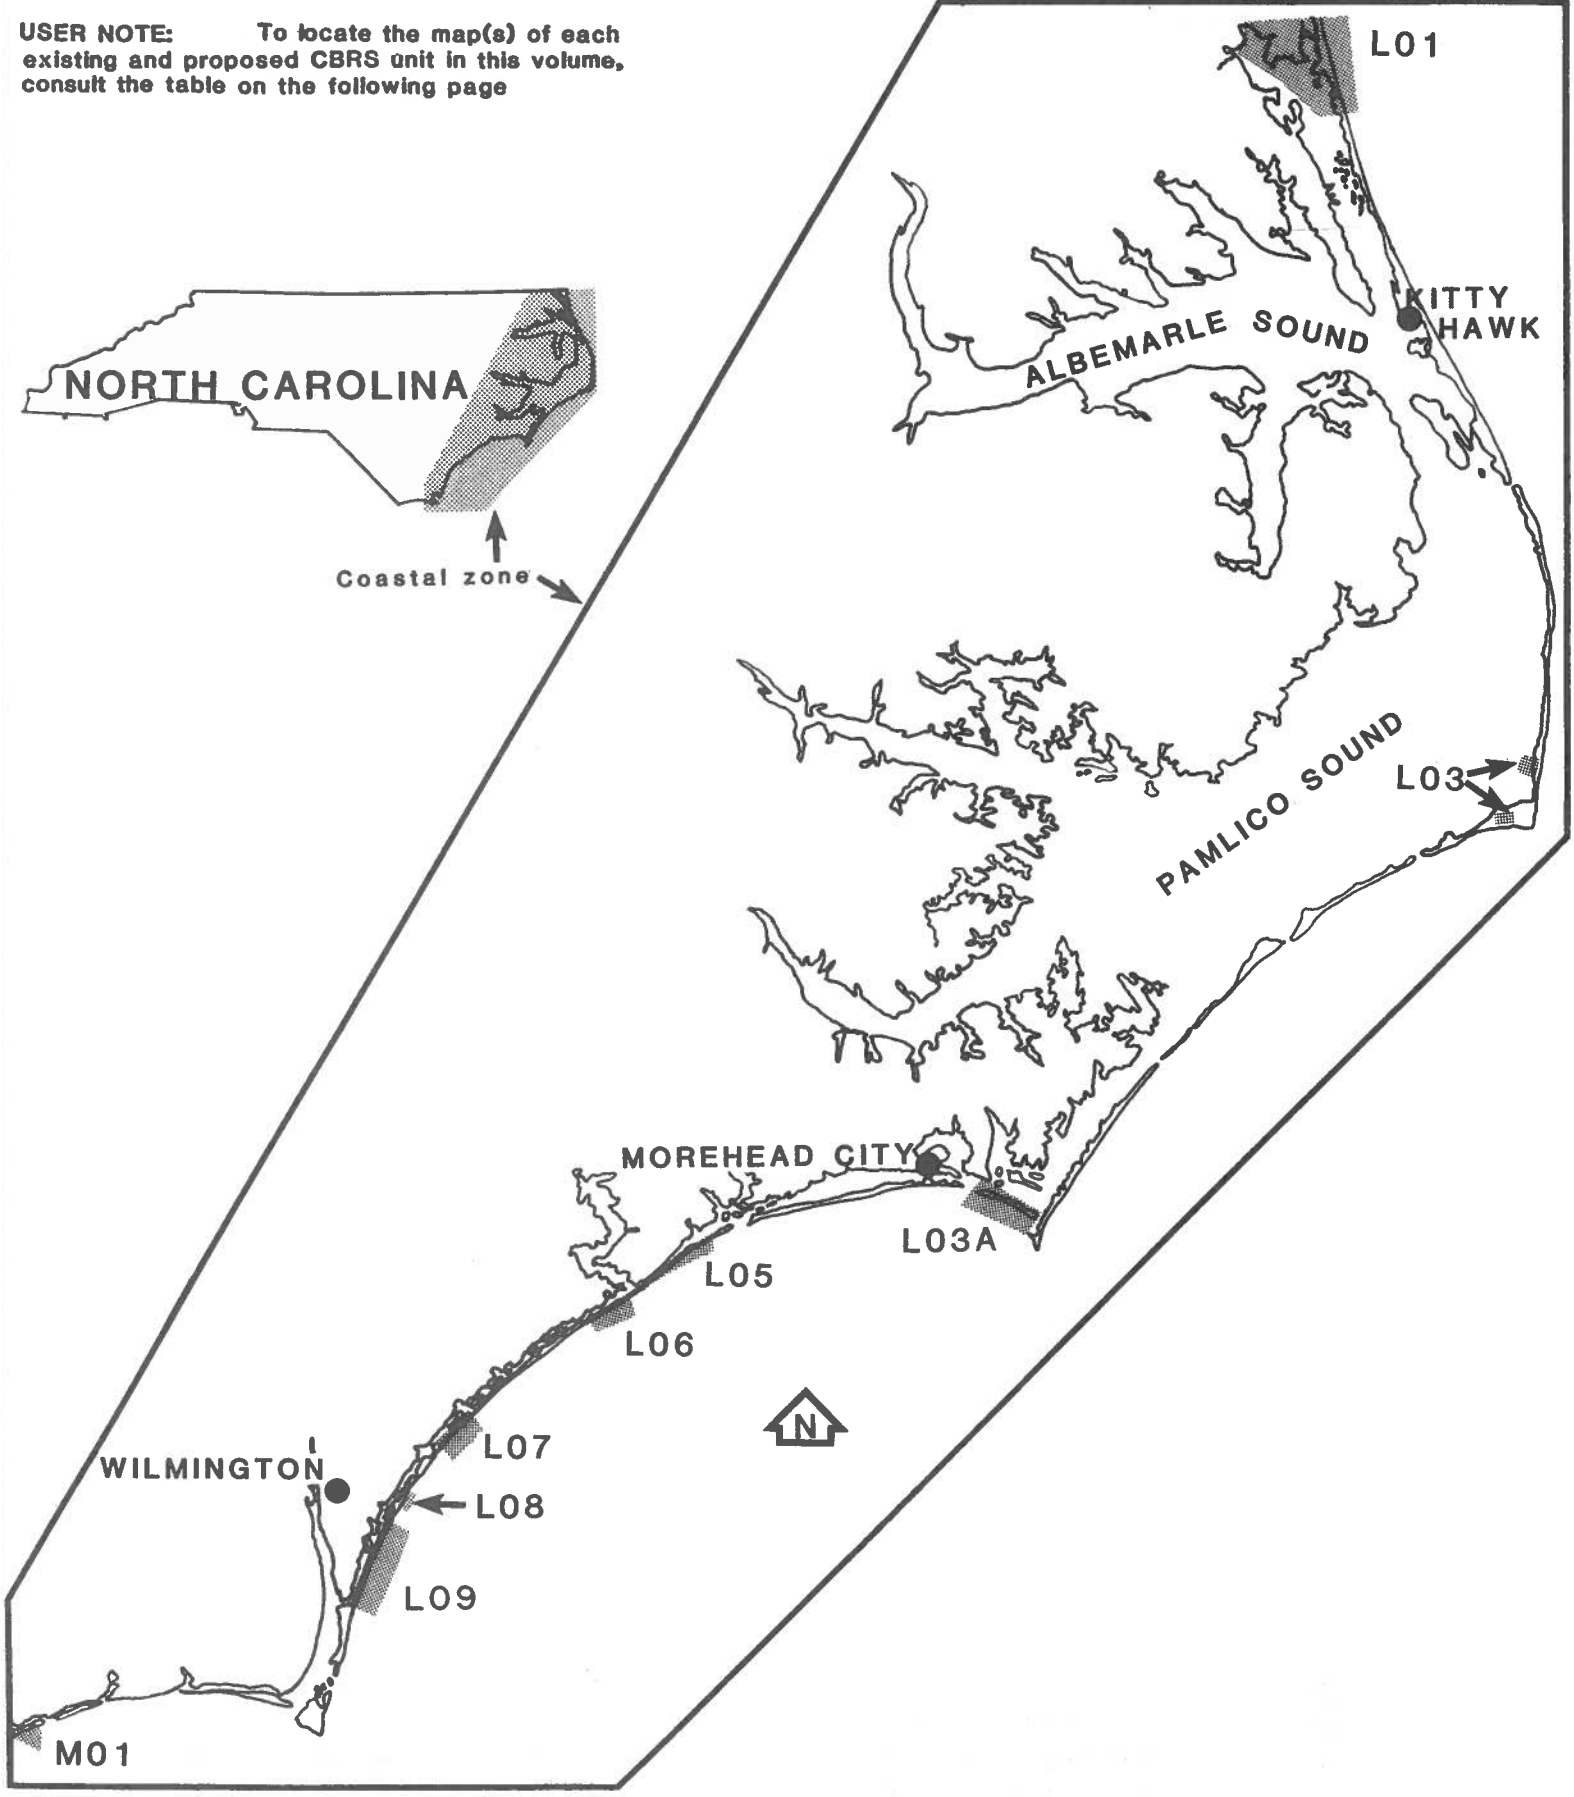 USER NOTE: To locate the map(s) of each
existing and proposed CBRS unit in this volume,
consult the table on the following page
L01
KITTY
HAWK
ALBEMARLE SOUND
NORTH CAROLINA
Coastal zone
PAMLICO SOUND
L03
MOREHEAD CITY
L03A
L05
L06
N
L07
WILMINGTON
L08
L09
M01